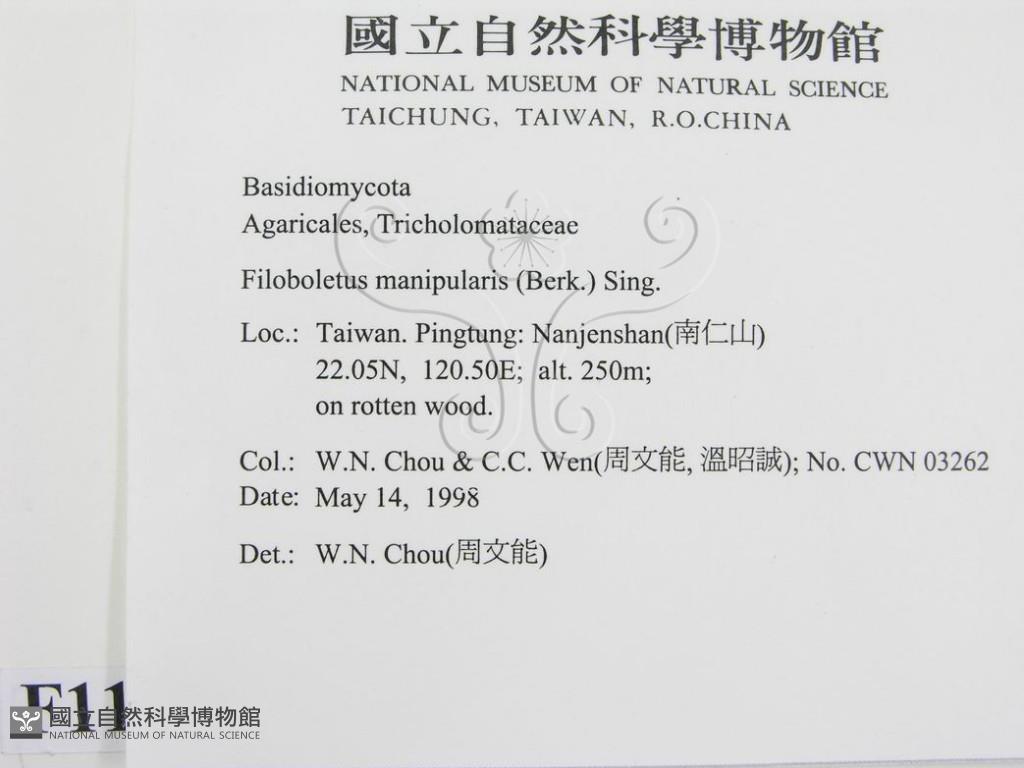 國立自然科學博物館
NATIONAL MUSEUM OF NATURAL SCIENCE
TAICHUNG, TAIWAN, R.O.CHINA
Basidiomycota
Agaricales, Tricholomataceae
Filoboletus manipularis (Berk.) Sing.
Loc.: Taiwan. Pingtung: Nanjenshan(南仁山)
22.05N, 120.50E; alt. 250m;
on rotten wood.
Col.: W.N. Chou & C.C. Wen(周文能, 溫昭誠); No. CWN 03262
Date: May 14, 1998
Det.: W.N. Chou(周文能)
F11
國立自然科學博物館
NATIONAL MUSEUM OF NATURAL SCIENCE